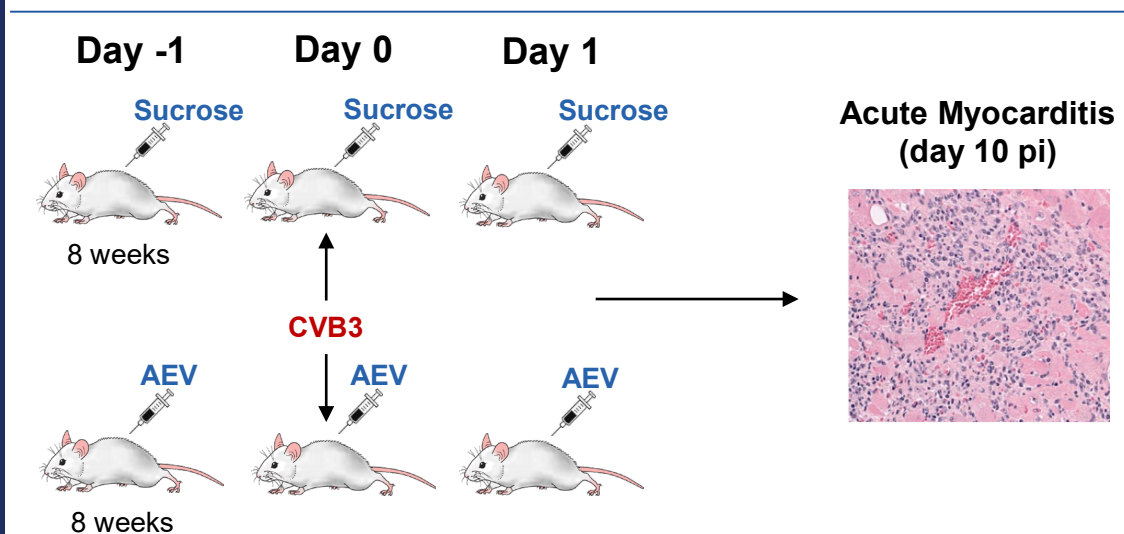 Day -1
Day 0
Day 1
Sucrose
Sucrose
Sucrose
8 weeks
CVB3
AEV
AEV
AEV
8 weeks
Acute Myocarditis
(day 10 pi)